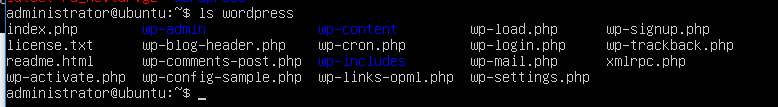 administrator@ubuntu:~$ ls wordpress
index.php wp-admin wp-content wp-load.php wp-signup.php
license.txt wp-blog-header.php wp-cron.php wp-login.php wp-trackback.php
readme.html wp-comments-post.php wp-includes wp-mail.php xmlrpc.php
wp-activate.php wp-config-sample.php wp-links-opml.php wp-settings.php
administrator@ubuntu:~$ _